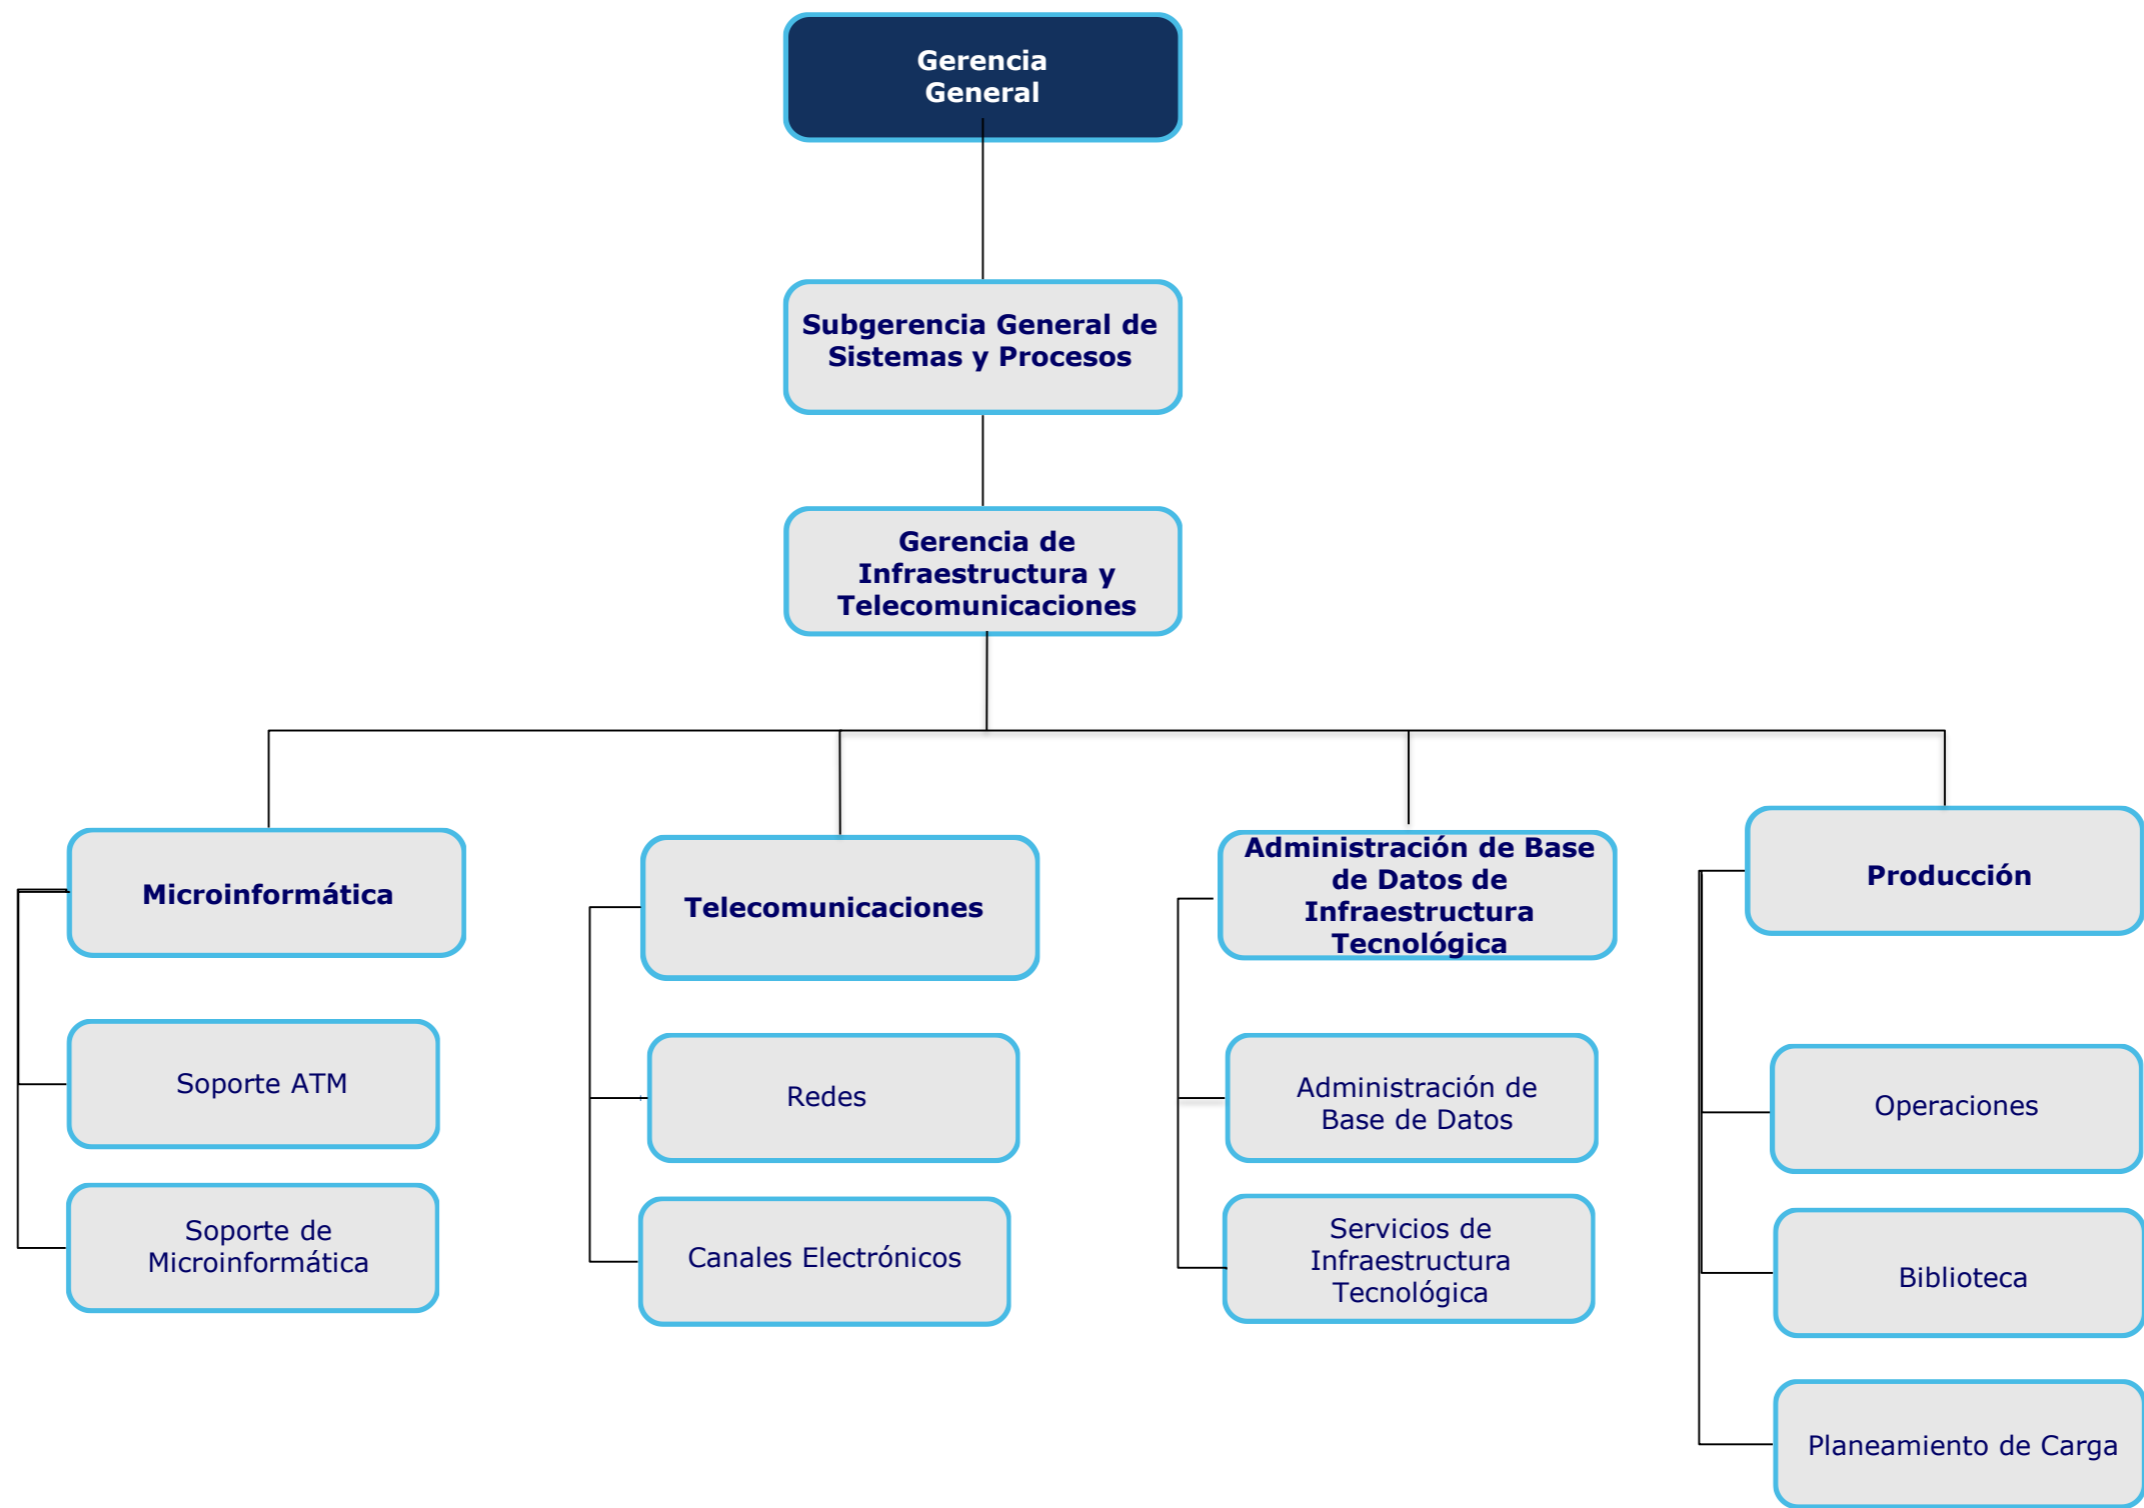 Gerencia
General
Subgerencia General de
Sistemas y Procesos
Gerencia de
Infraestructura y
Telecomunicaciones
Microinformática
Telecomunicaciones
Administración de Base
de Datos de
Infraestructura
Tecnológica
Producción
Soporte ATM
Redes
Administración de
Base de Datos
Operaciones
Soporte de
Microinformática
Canales Electrónicos
Servicios de
Infraestructura
Tecnológica
Biblioteca
Planeamiento de Carga